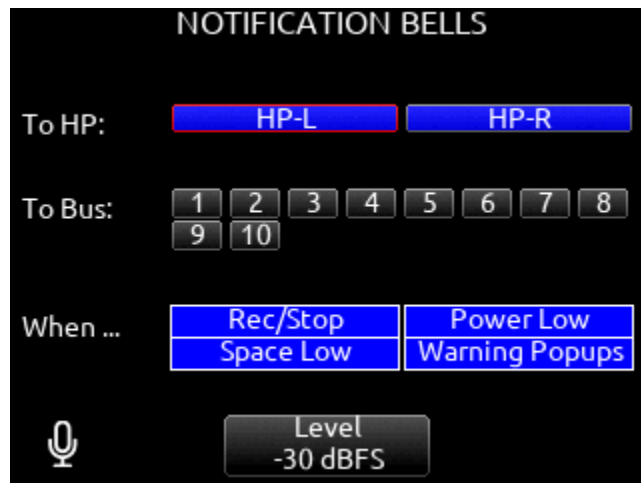 NOTIFICATION BELLS
To HP: HP-L HP-R
To Bus: 1 2 3 4 5 6 7 8
9 10
When ... Rec/Stop Power Low
Space Low Warning Popups
Level
-30 dBFS